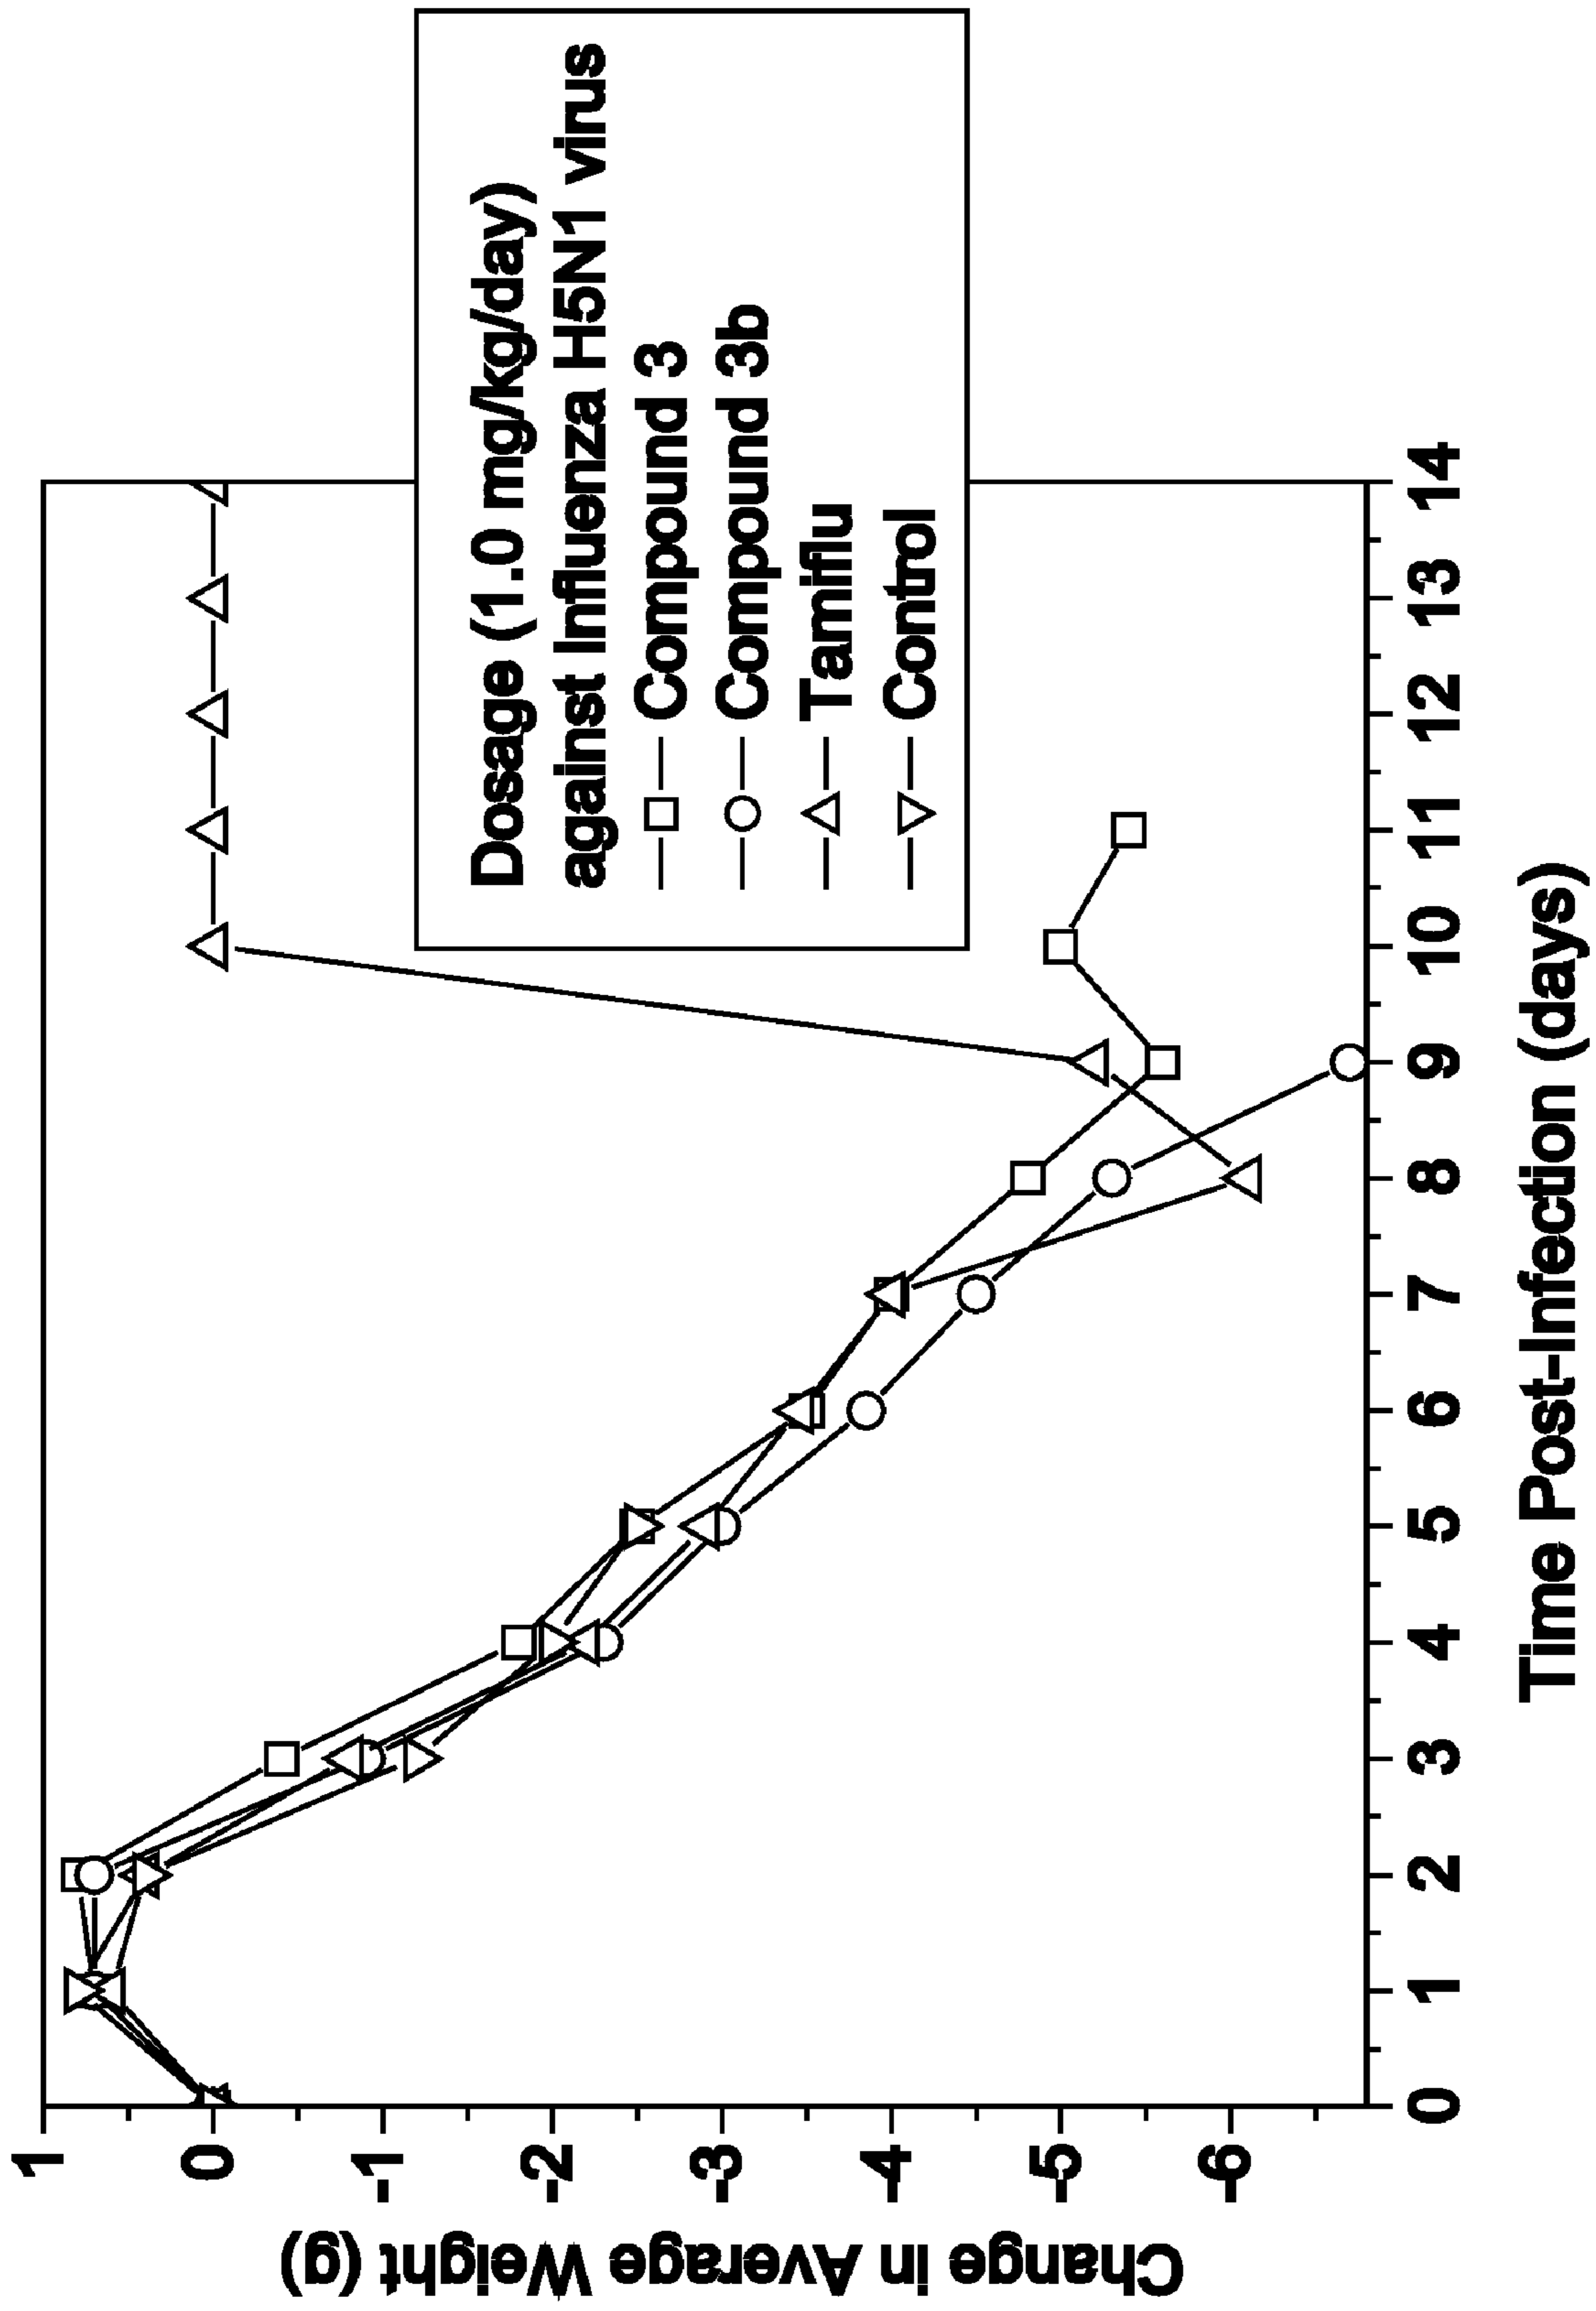 Change in Average Weight (g)
1
0
-1
-2
-3
-4
-5
-6
Dosage (1.0 mg/kg/day)
against Influenza H5N1 virus
Compound 3
Compound 3b
Tamiflu
Control
0 1 2 3 4 5 6 7 8 9 10 11 12 13 14
Time Post-Infection (days)